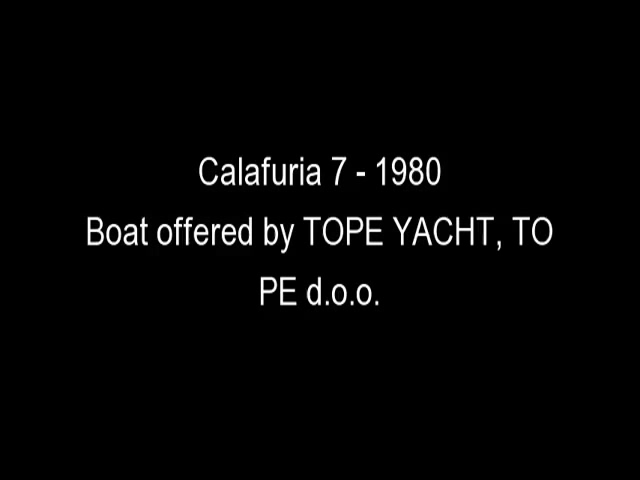 Calafuria 7 - 1980
Boat offered by TOPE YACHT, TO
PE d.o.o.